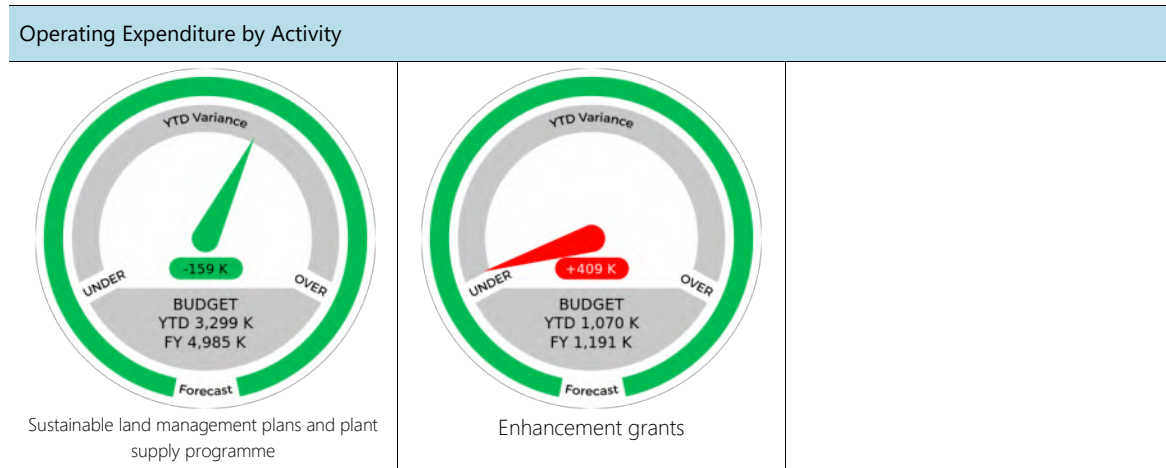 Operating Expenditure by Activity
YTD Variance
-159 K
UNDER
OVER
BUDGET
YTD 3,299 K
FY 4,985 K
Forecast
Sustainable land management plans and plant
supply programme
YTD Variance
+409 K
UNDER
OVER
BUDGET
YTD 1,070 K
FY 1,191 K
Forecast
Enhancement grants